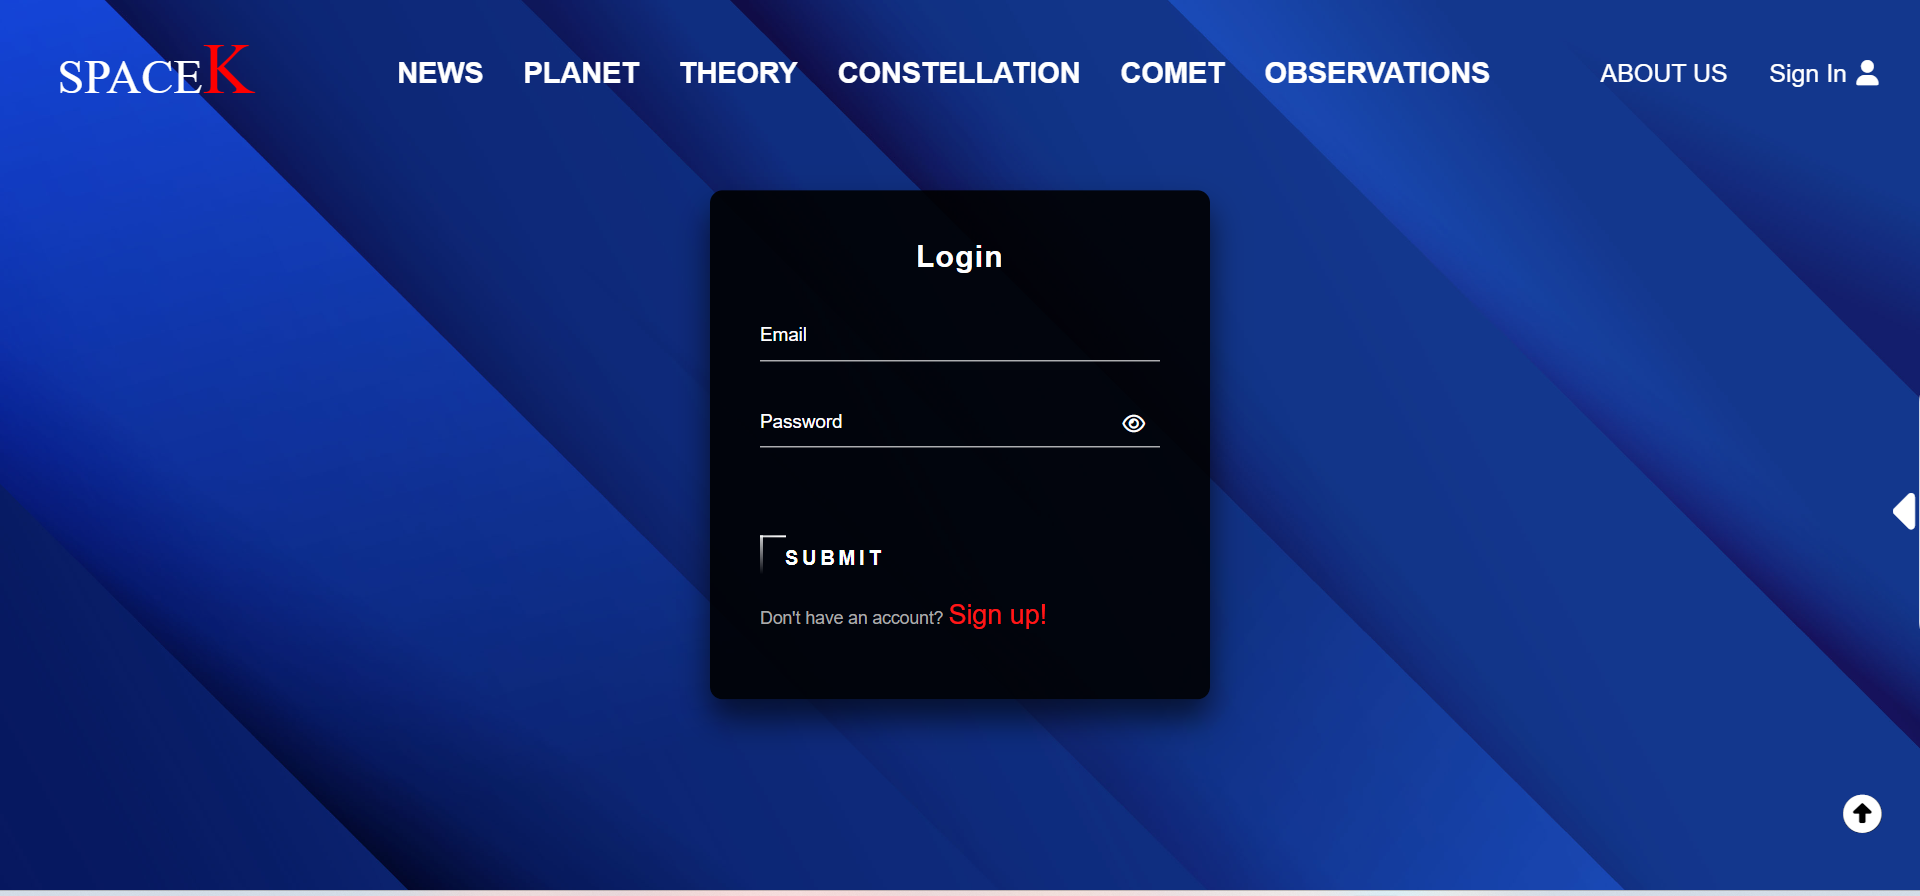 SPACEK NEWS PLANET THEORY CONSTELLATION COMET OBSERVATIONS ABOUT US Sign In
Login
Email
Password
SUBMIT
Don't have an account? Sign up!